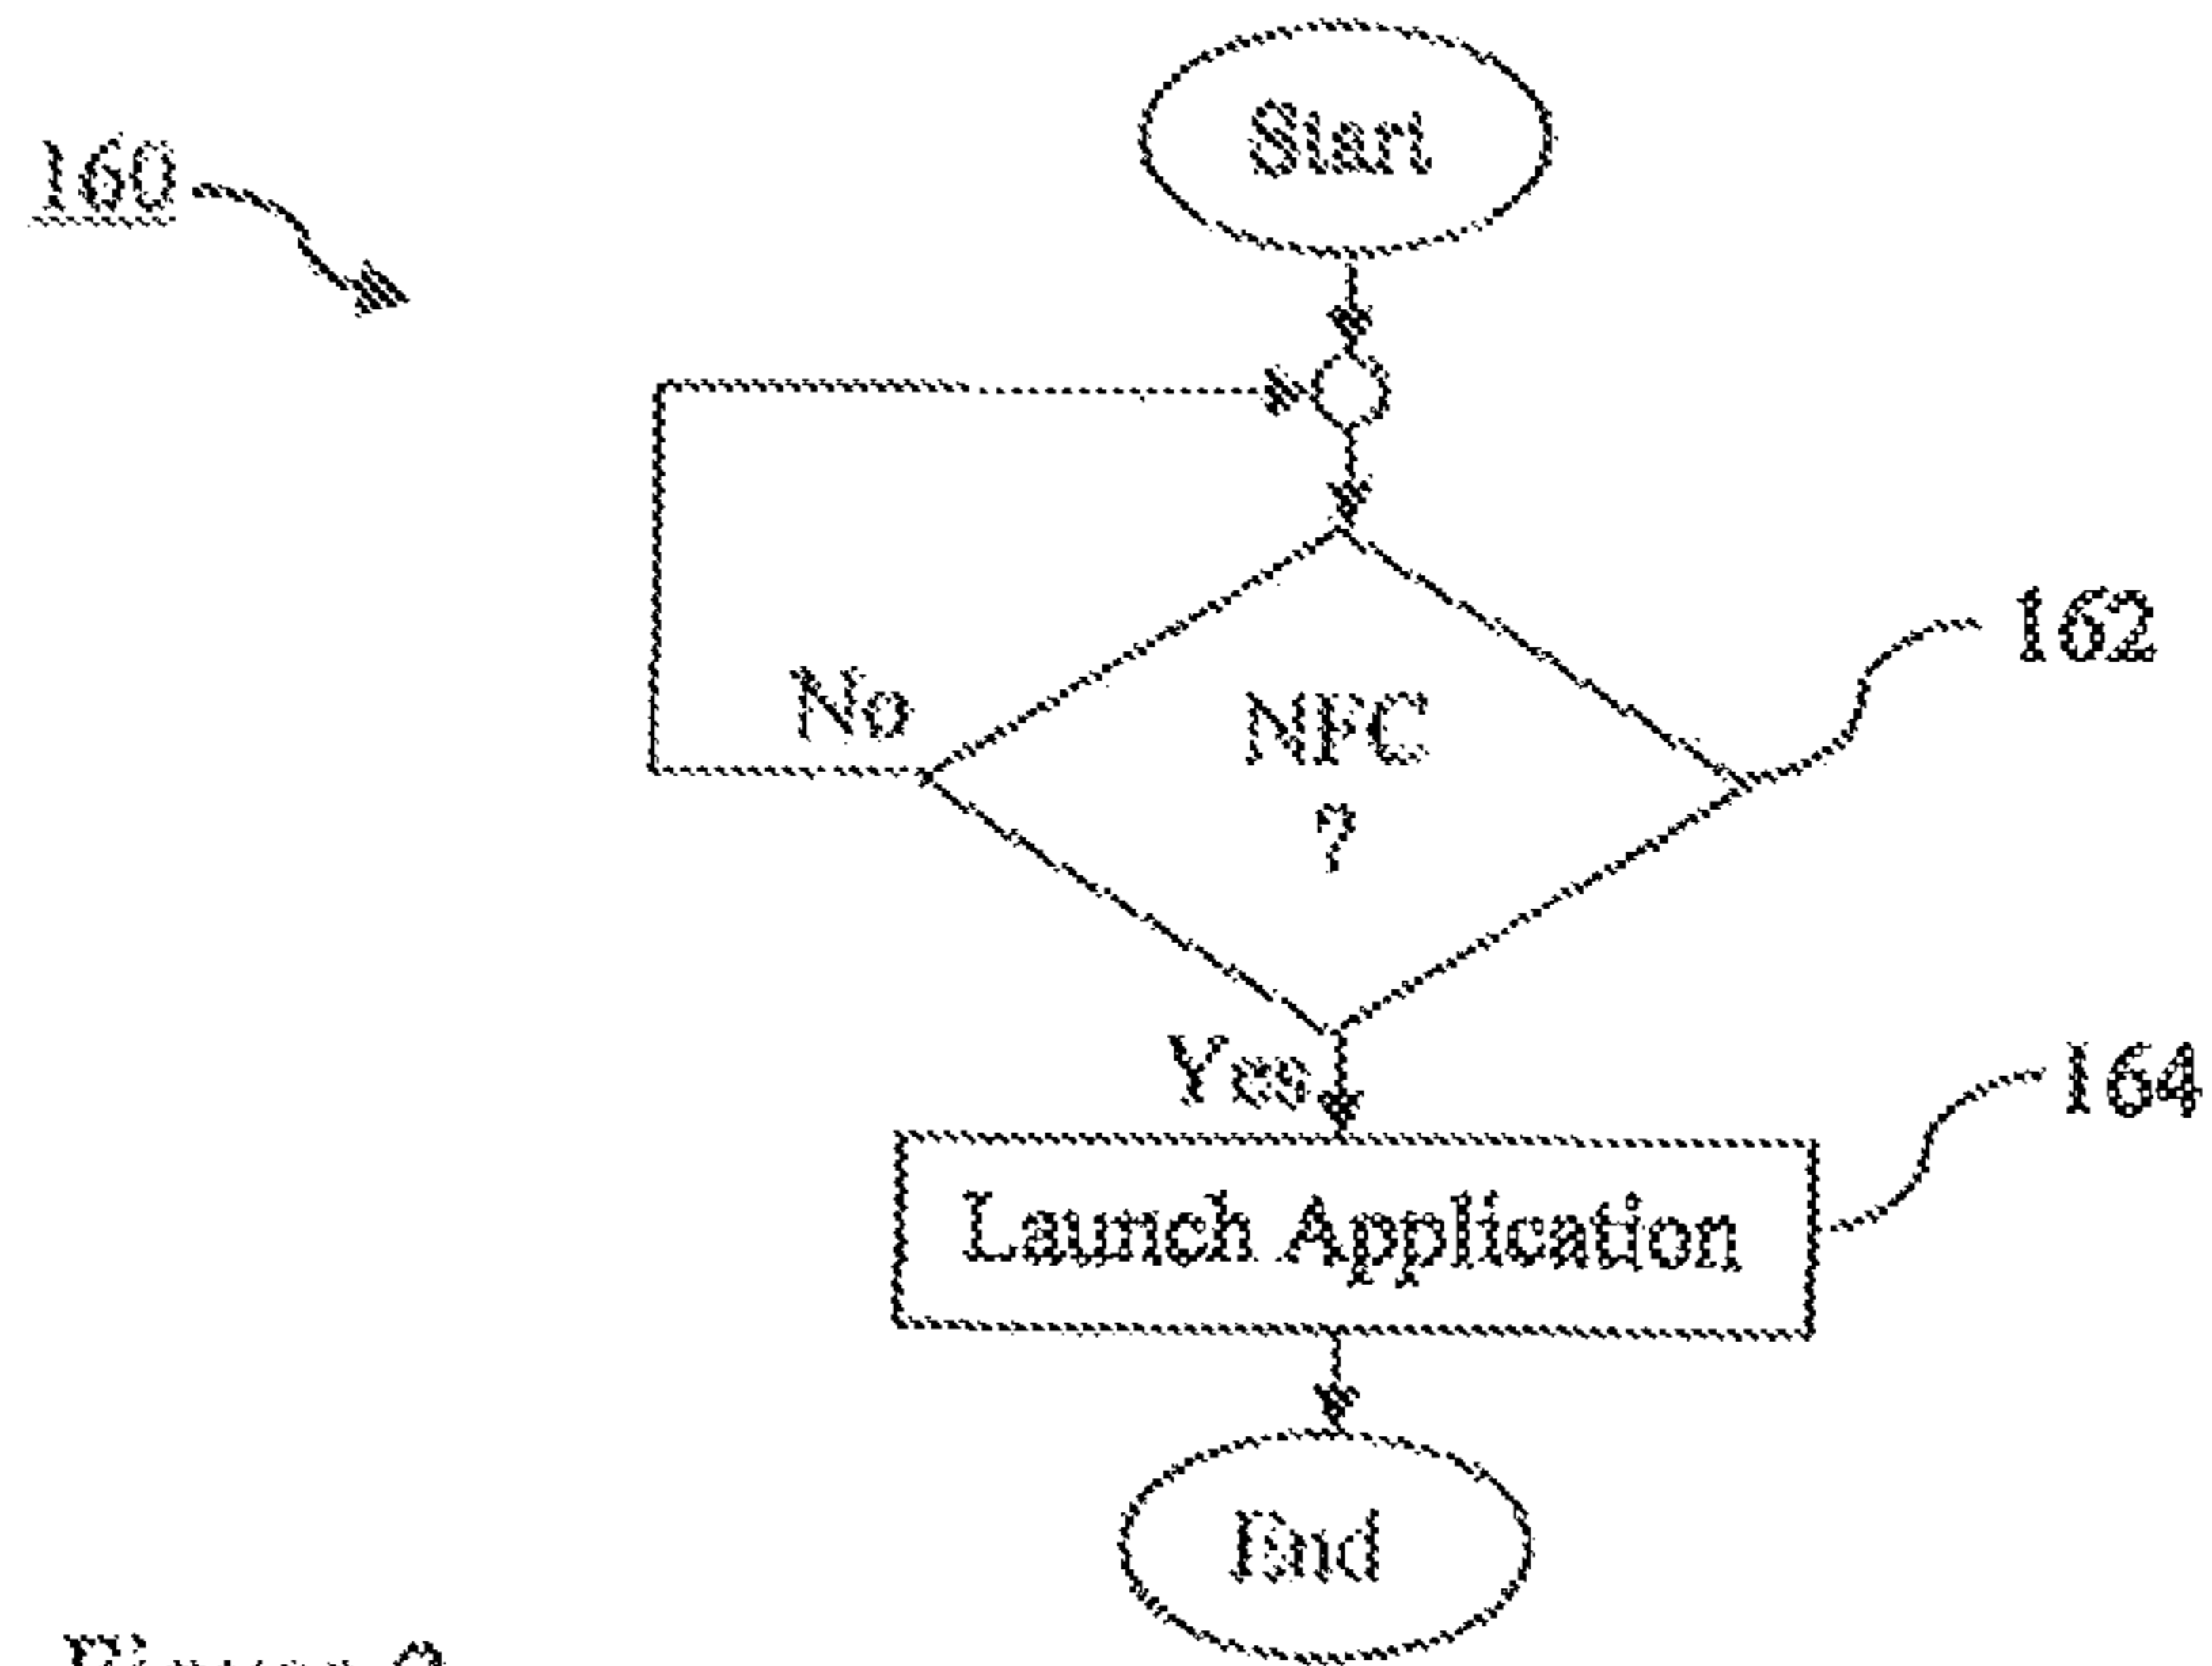 Start
160
No
NFC
?
162
Yes
164
Launch Application
End